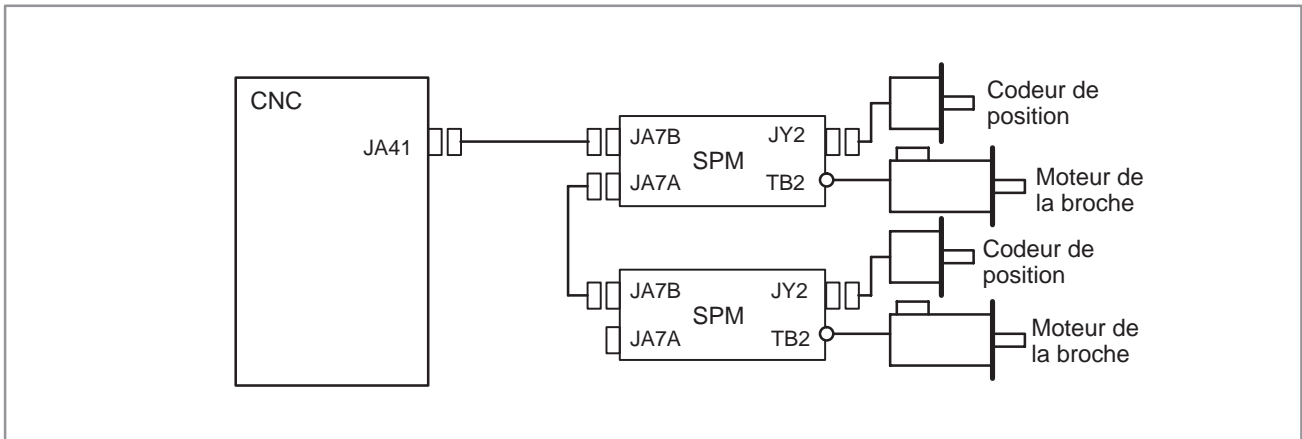 CNC
JA41
JA7B
JY2
SPM
JA7A
TB2
Codeur de
position
Moteur de
la broche
JA7B
JY2
SPM
JA7A
TB2
Codeur de
position
Moteur de
la broche